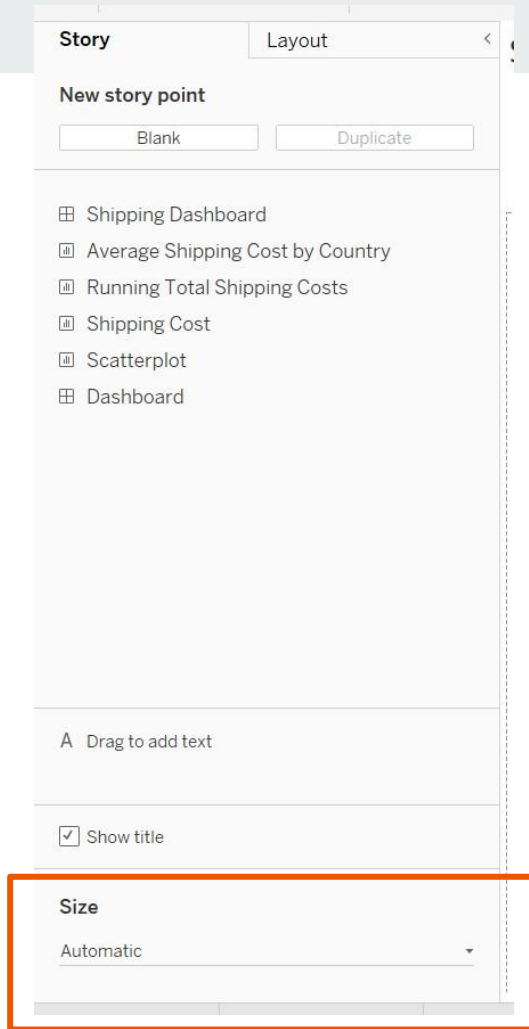 Story Layout
New story point
Blank Duplicate
Shipping Dashboard
Average Shipping Cost by Country
Running Total Shipping Costs
Shipping Cost
Scatterplot
Dashboard
A Drag to add text
Show title
Size
Automatic